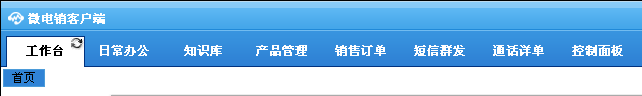 微电销客户端
工作台 日常办公 知识库 产品管理 销售订单 短信群发 通话详单 控制面板
首页